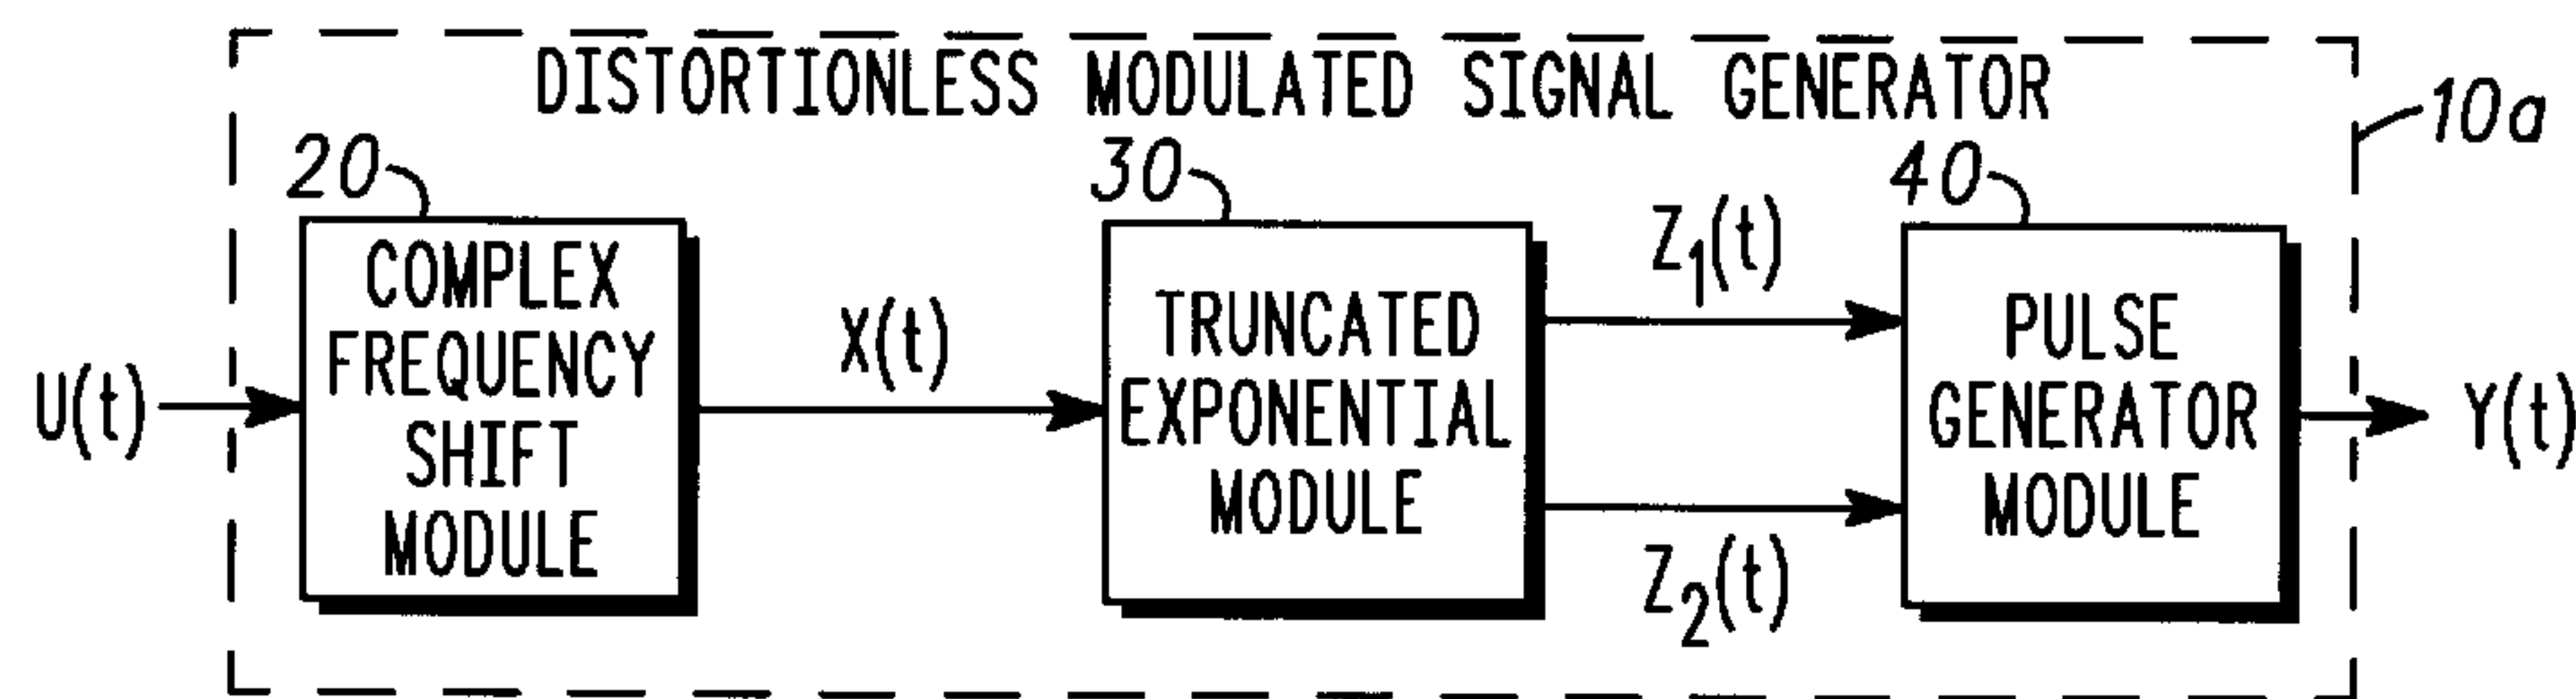 DISTORTIONLESS MODULATED SIGNAL GENERATOR
10a
20
30
40
U(t)
COMPLEX
FREQUENCY
SHIFT
MODULE
X(t)
TRUNCATED
EXPONENTIAL
MODULE
Z1(t)
Z2(t)
PULSE
GENERATOR
MODULE
Y(t)